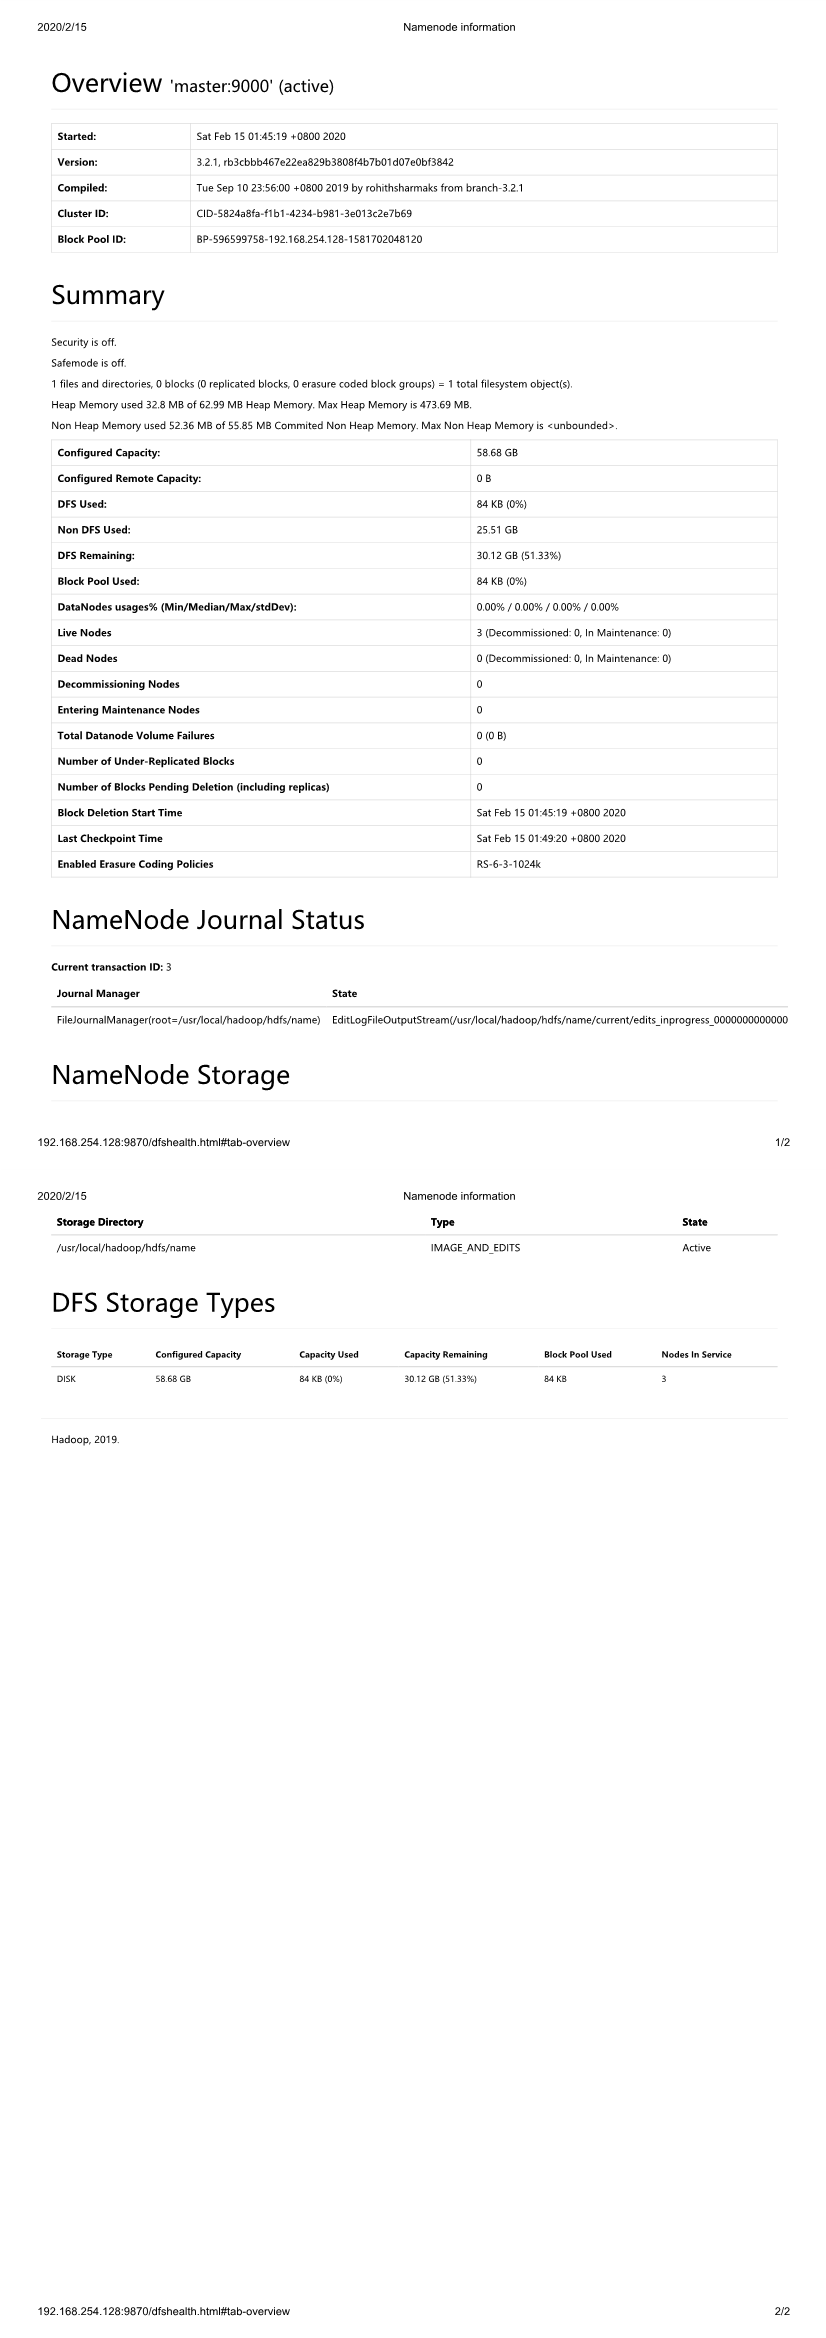 2020/2/15 Namenode information
Overview 'master:9000' (active)
Started: Sat Feb 15 01:45:19 +0800 2020
Version: 3.2.1, rb3cbbb467e22ea829b3808f4b7b01d07e0bf3842
Compiled: Tue Sep 10 23:56:00 +0800 2019 by rohithsharmaks from branch-3.2.1
Cluster ID: CID-5824a8fa-f1b1-4234-b981-3e013c2e7b69
Block Pool ID: BP-596599758-192.168.254.128-1581702048120
Summary
Security is off.
Safemode is off.
1 files and directories, 0 blocks (0 replicated blocks, 0 erasure coded block groups) = 1 total filesystem object(s).
Heap Memory used 32.8 MB of 62.99 MB Heap Memory. Max Heap Memory is 473.69 MB.
Non Heap Memory used 52.36 MB of 55.85 MB Commited Non Heap Memory. Max Non Heap Memory is <unbounded>.
Configured Capacity: 58.68 GB
Configured Remote Capacity: 0 B
DFS Used: 84 KB (0%)
Non DFS Used: 25.51 GB
DFS Remaining: 30.12 GB (51.33%)
Block Pool Used: 84 KB (0%)
DataNodes usages% (Min/Median/Max/stdDev): 0.00% / 0.00% / 0.00% / 0.00%
Live Nodes 3 (Decommissioned: 0, In Maintenance: 0)
Dead Nodes 0 (Decommissioned: 0, In Maintenance: 0)
Decommissioning Nodes 0
Entering Maintenance Nodes 0
Total Datanode Volume Failures 0 (0 B)
Number of Under-Replicated Blocks 0
Number of Blocks Pending Deletion (including replicas) 0
Block Deletion Start Time Sat Feb 15 01:45:19 +0800 2020
Last Checkpoint Time Sat Feb 15 01:49:20 +0800 2020
Enabled Erasure Coding Policies RS-6-3-1024k
NameNode Journal Status
Current transaction ID: 3
Journal Manager State
FileJournalManager(root=/usr/local/hadoop/hdfs/name) EditLogFileOutputStream(/usr/local/hadoop/hdfs/name/current/edits_inprogress_0000000000000
NameNode Storage
192.168.254.128:9870/dfshealth.html#tab-overview 1/2
2020/2/15 Namenode information
Storage Directory Type State
/usr/local/hadoop/hdfs/name IMAGE_AND_EDITS Active
DFS Storage Types
Storage Type Configured Capacity Capacity Used Capacity Remaining Block Pool Used Nodes In Service
DISK 58.68 GB 84 KB (0%) 30.12 GB (51.33%) 84 KB 3
Hadoop, 2019.
192.168.254.128:9870/dfshealth.html#tab-overview 2/2